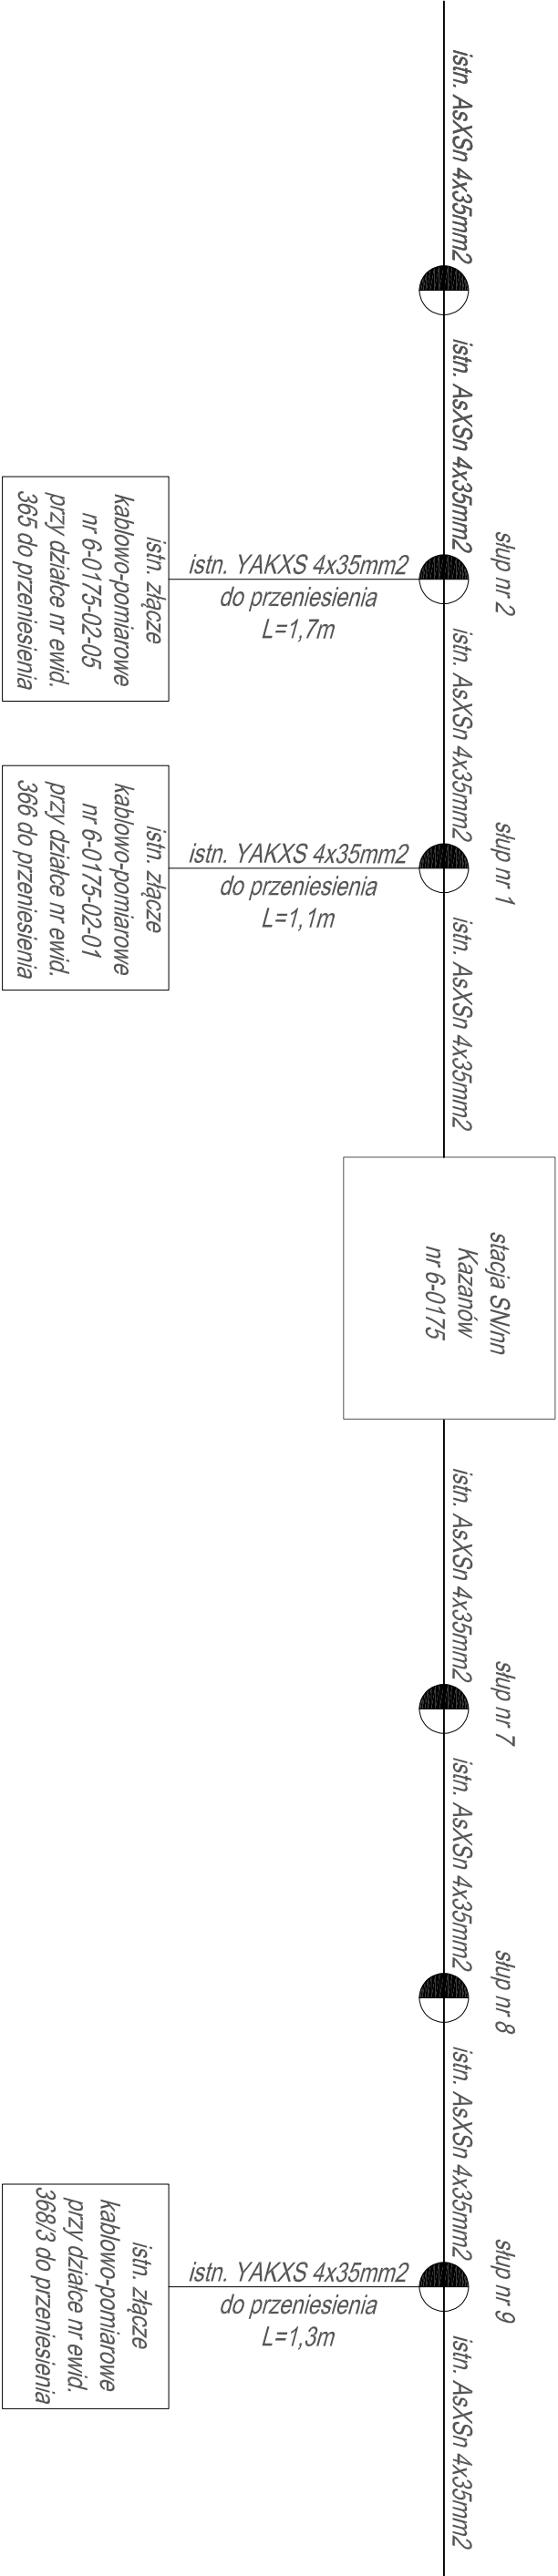 istn. AsXSn 4x35mm2
istn. AsXSn 4x35mm2
słup nr 2
istn. YAKXS 4x35mm2
do przeniesienia
L=1,7m
istn. złącze
kablowo-pomiarowe
nr 6-0175-02-05
przy działce nr ewid.
365 do przeniesienia
istn. AsXSn 4x35mm2
słup nr 1
istn. YAKXS 4x35mm2
do przeniesienia
L=1,1m
istn. złącze
kablowo-pomiarowe
nr 6-0175-02-01
przy działce nr ewid.
366 do przeniesienia
istn. AsXSn 4x35mm2
stacja SN/nn
Kazanów
nr 6-0175
istn. AsXSn 4x35mm2
słup nr 7
istn. AsXSn 4x35mm2
słup nr 8
istn. AsXSn 4x35mm2
słup nr 9
istn. YAKXS 4x35mm2
do przeniesienia
L=1,3m
istn. złącze
kablowo-pomiarowe
przy działce nr ewid.
368/3 do przeniesienia
istn. AsXSn 4x35mm2